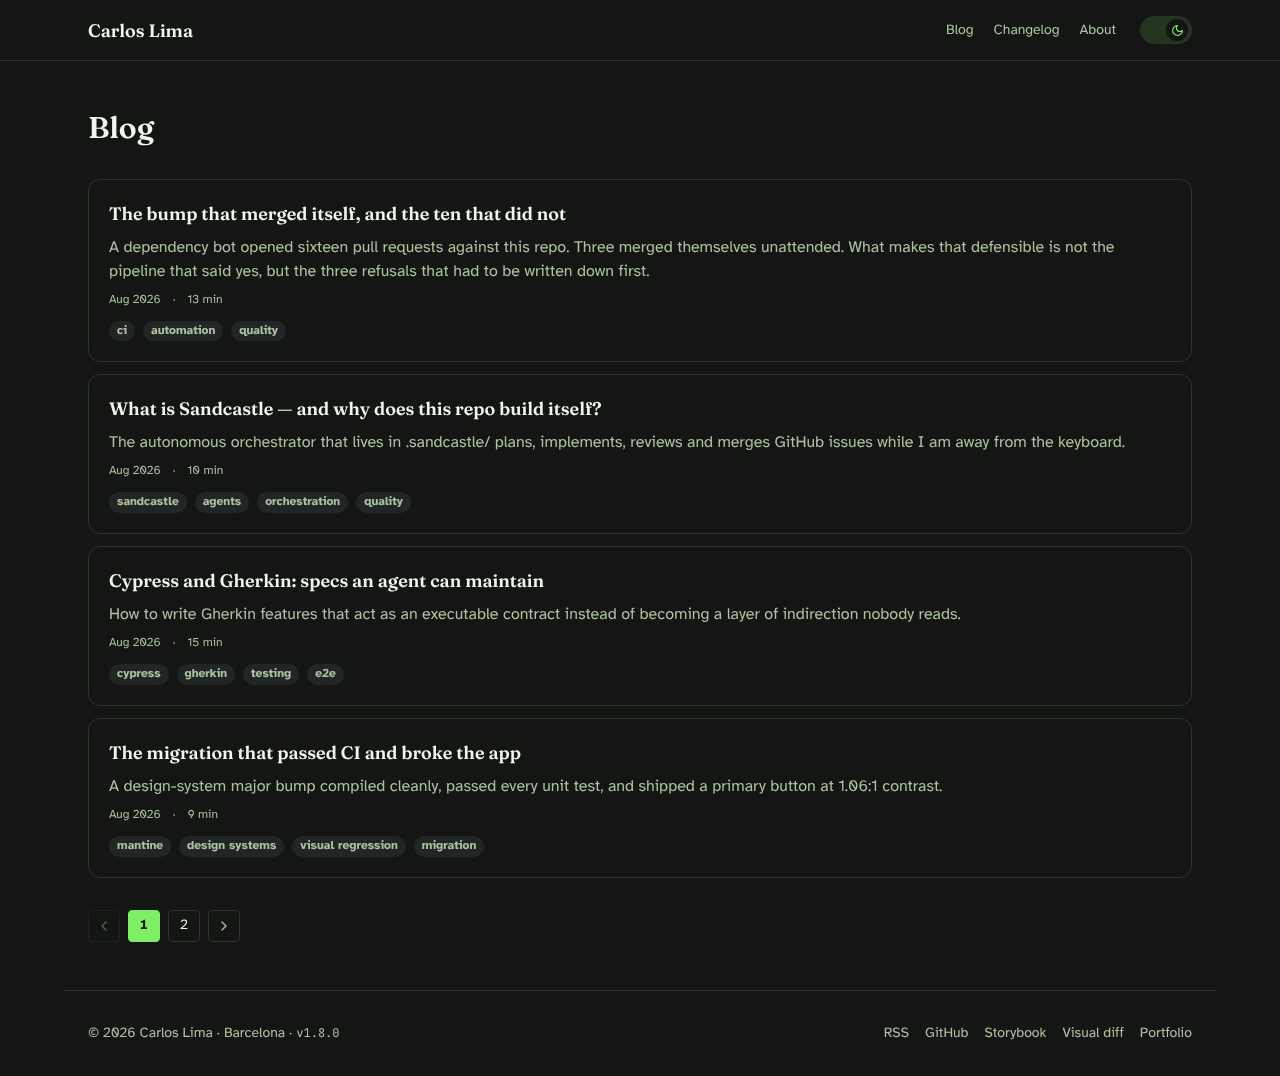 Carlos Lima
Blog Changelog About
Blog
The bump that merged itself, and the ten that did not
A dependency bot opened sixteen pull requests against this repo. Three merged themselves unattended. What makes that defensible is not the
pipeline that said yes, but the three refusals that had to be written down first.
Aug 2026 · 13 min
ci automation quality
What is Sandcastle — and why does this repo build itself?
The autonomous orchestrator that lives in .sandcastle/ plans, implements, reviews and merges GitHub issues while I am away from the keyboard.
Aug 2026 · 10 min
sandcastle agents orchestration quality
Cypress and Gherkin: specs an agent can maintain
How to write Gherkin features that act as an executable contract instead of becoming a layer of indirection nobody reads.
Aug 2026 · 15 min
cypress gherkin testing e2e
The migration that passed CI and broke the app
A design-system major bump compiled cleanly, passed every unit test, and shipped a primary button at 1.06:1 contrast.
Aug 2026 · 9 min
mantine design systems visual regression migration
1 2
© 2026 Carlos Lima · Barcelona · v1.8.0
RSS GitHub Storybook Visual diff Portfolio